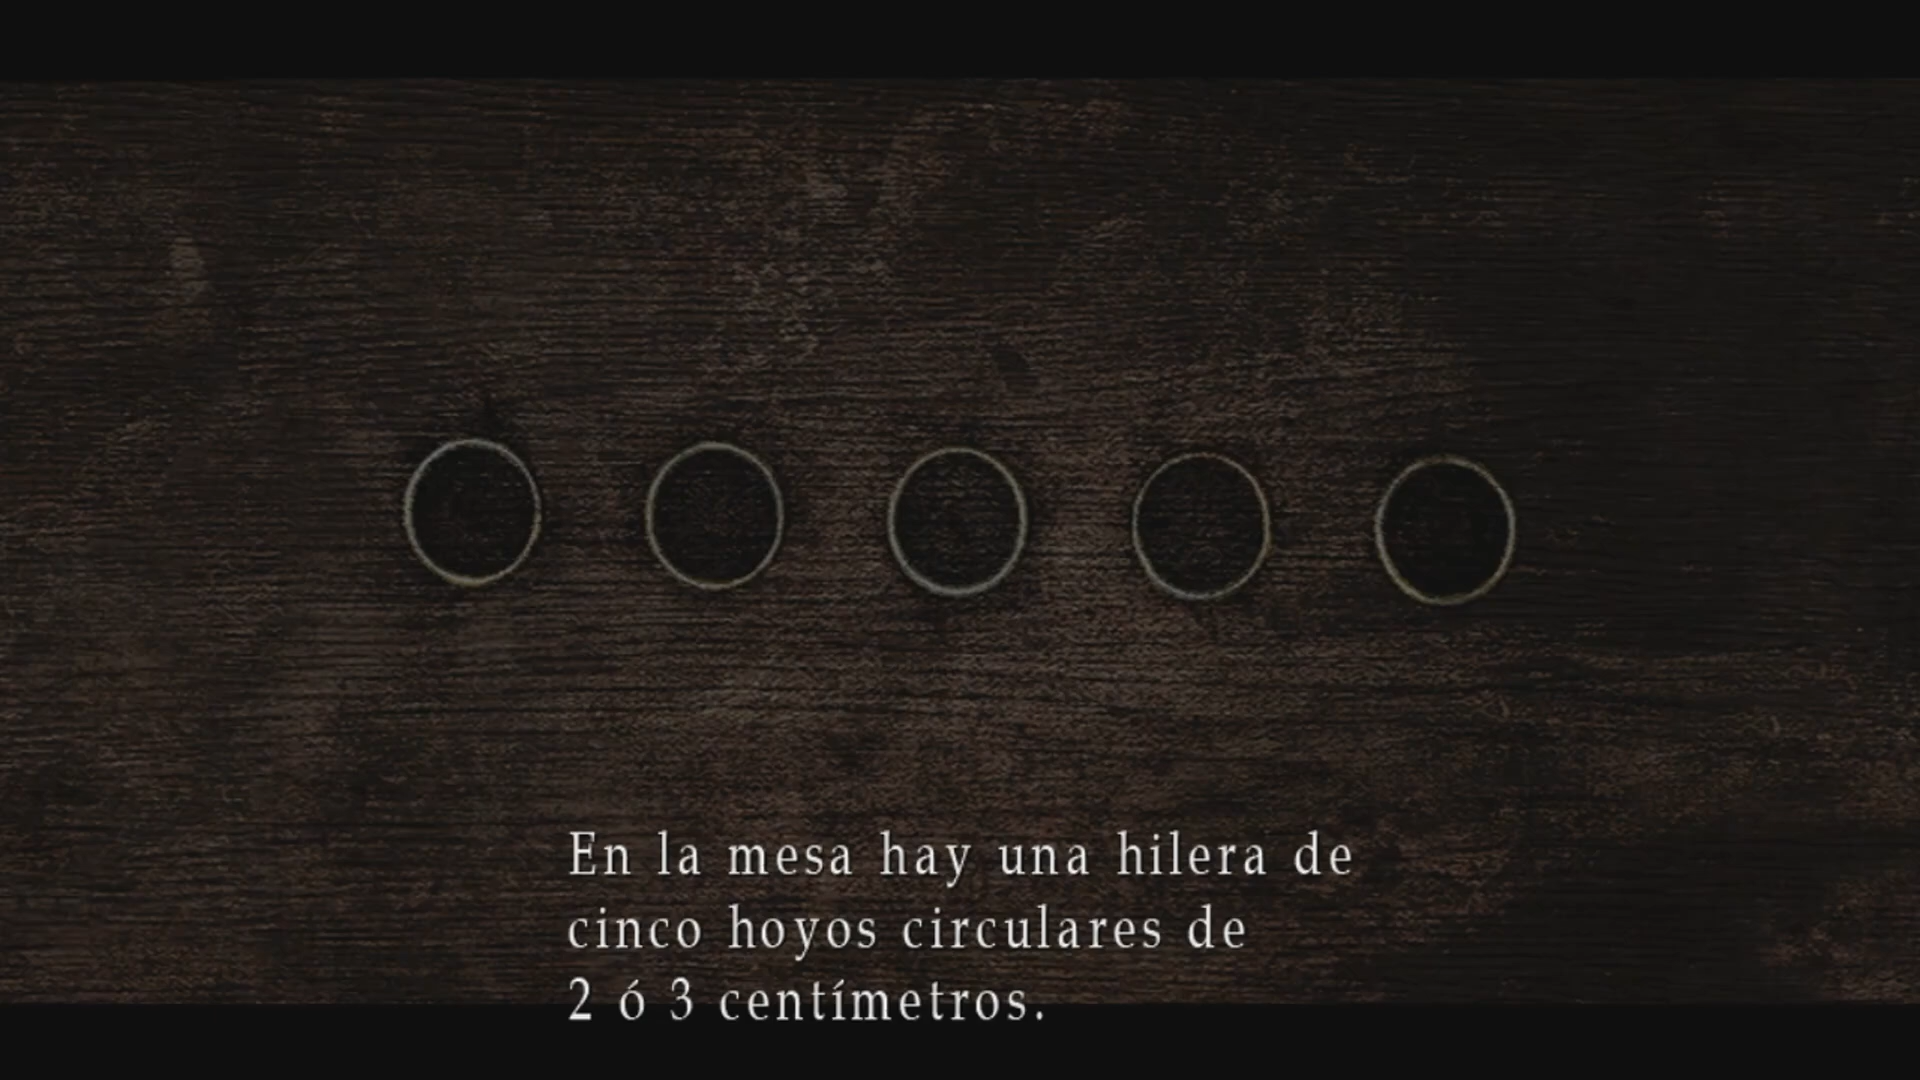 En la mesa hay una hilera de
cinco hoyos circulares de
2 ó 3 centímetros.